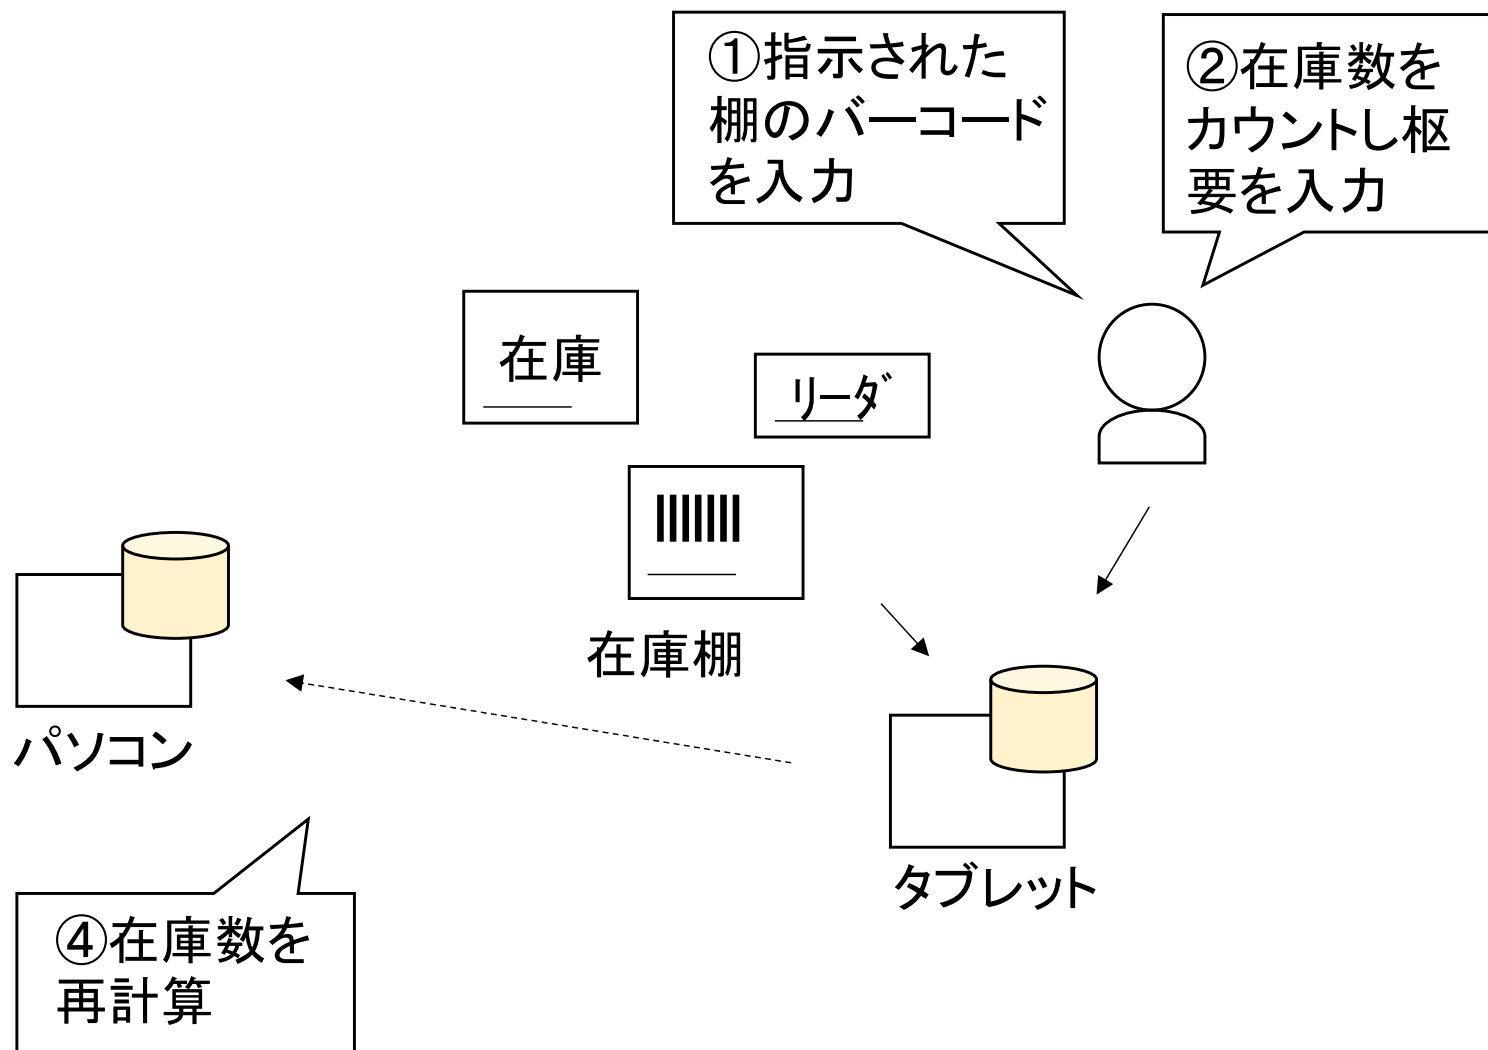 ①指示された
棚のバーコード
を入力
②在庫数を
カウントし枢
要を入力
在庫
リーダ
在庫棚
パソコン
タブレット
④在庫数を
再計算